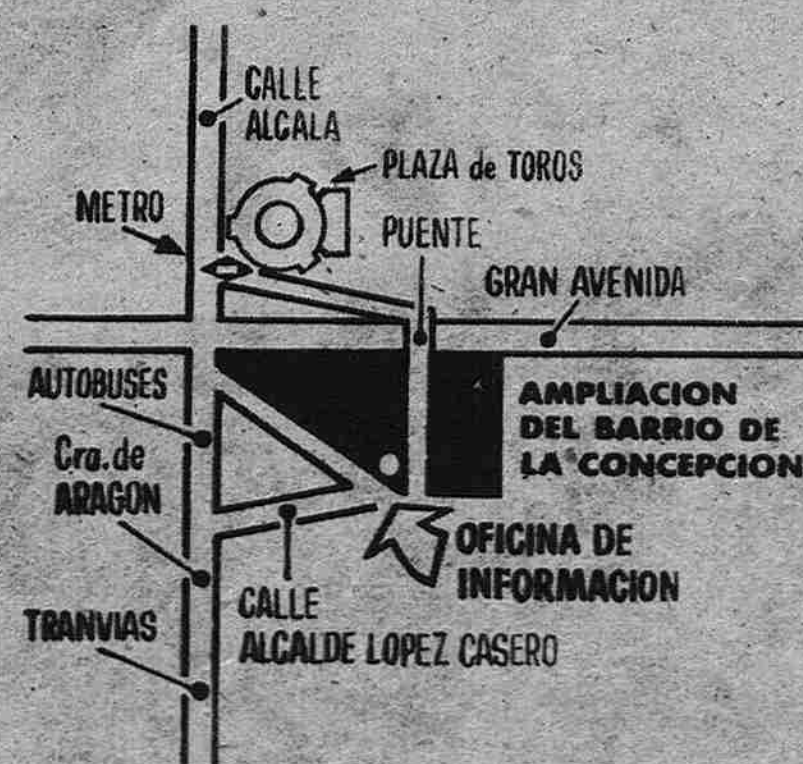 CALLE
ALCALA
PLAZA de TOROS
METRO
PUENTE
GRAN AVENIDA
AUTOBUSES
AMPLIACION
DEL BARRIO DE
LA CONCEPCION
Cra. de
ARAGON
OFICINA DE
INFORMACION
CALLE
ALCALDE LOPEZ CASERO
TRANVIAS